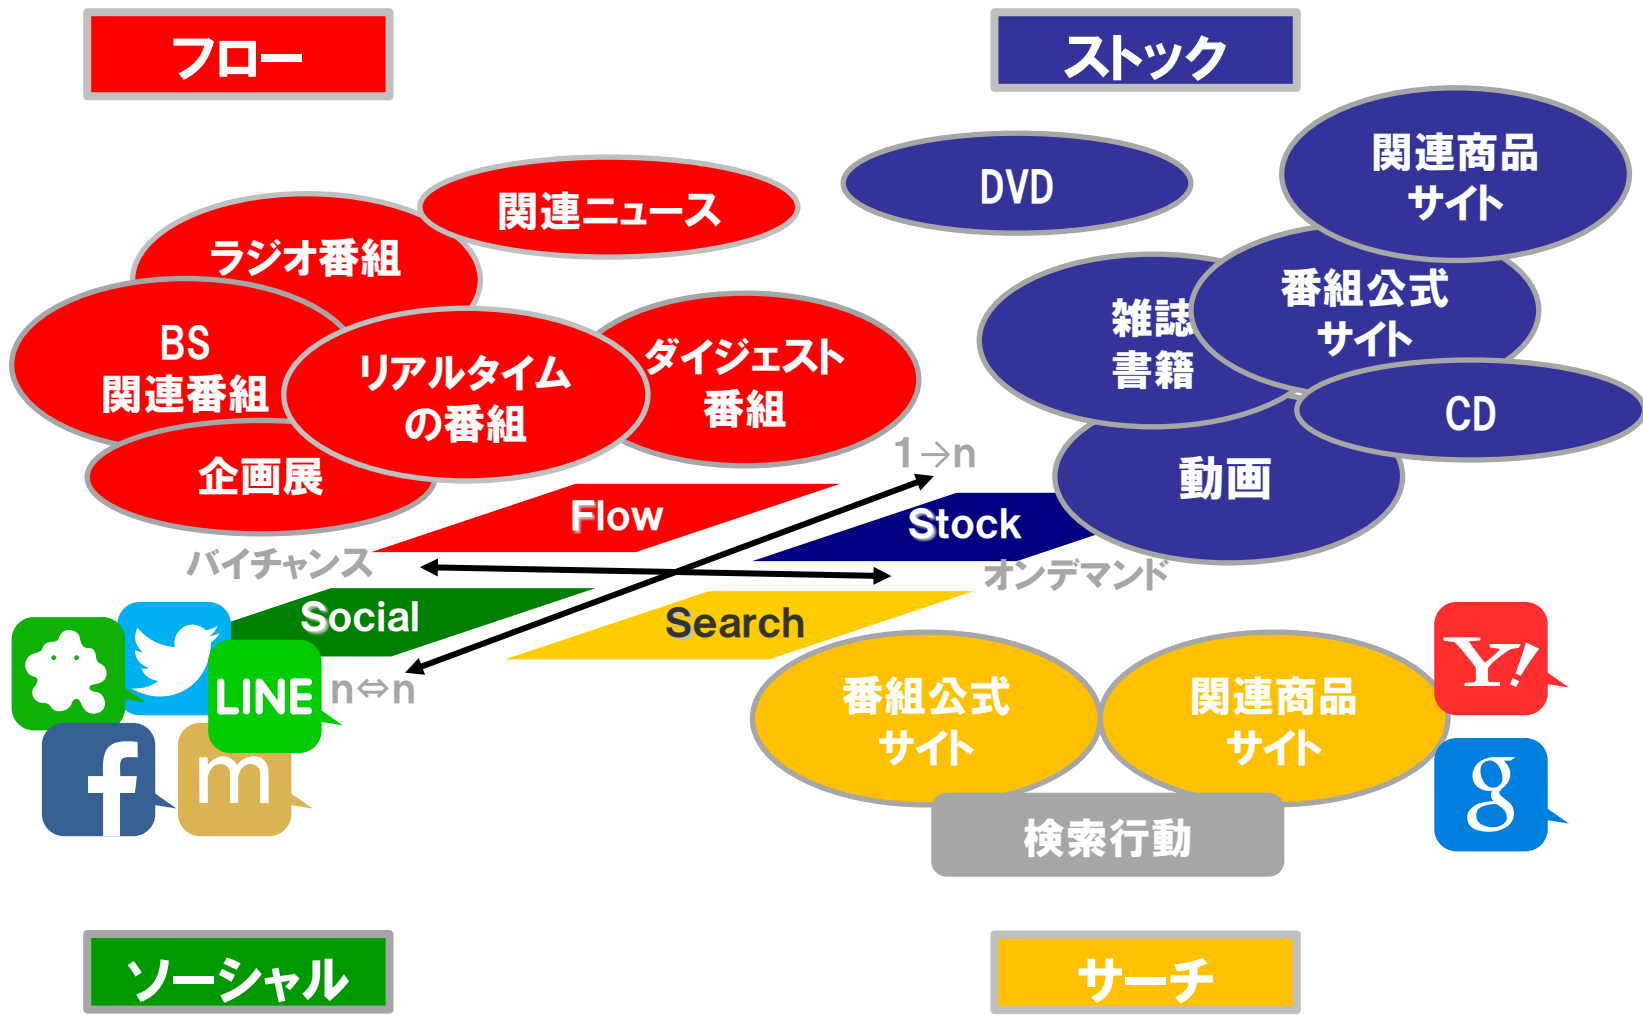 フロー
ストック
関連商品
サイト
DVD
関連ニュース
ラジオ番組
番組公式
サイト
雑誌
書籍
BS
関連番組
リアルタイム
の番組
ダイジェスト
番組
CD
企画展
1→n
動画
Flow
Stock
バイチャンス
オンデマンド
Social
Search
n⇔n
LINE
f
m
番組公式
サイト
関連商品
サイト
Y!
g
検索行動
ソーシャル
サーチ